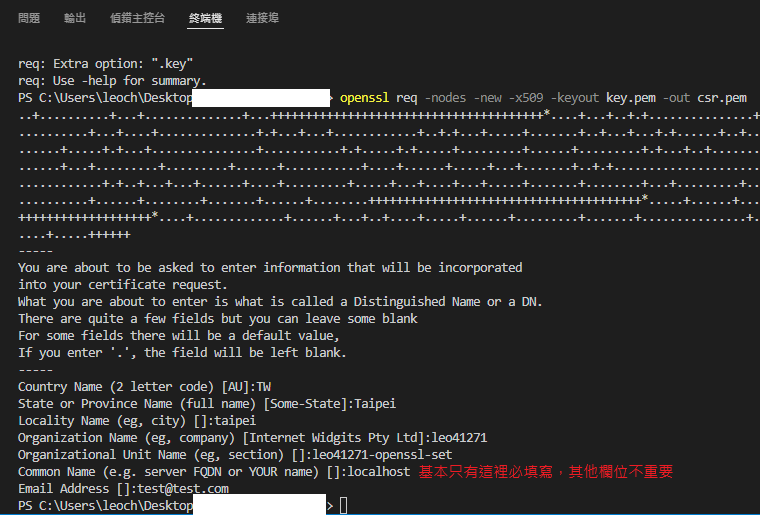 問題 輸出 偵錯主控台 終端機 連接埠
req: Extra option: ".key"
req: Use -help for summary.
PS C:\Users\leoch\Desktop > openssl req -nodes -new -x509 -keyout key.pem -out csr.pem
-----
You are about to be asked to enter information that will be incorporated
into your certificate request.
What you are about to enter is what is called a Distinguished Name or a DN.
There are quite a few fields but you can leave some blank
For some fields there will be a default value,
If you enter '.', the field will be left blank.
-----
Country Name (2 letter code) [AU]:TW
State or Province Name (full name) [Some-State]:Taipei
Locality Name (eg, city) []:taipei
Organization Name (eg, company) [Internet Widgits Pty Ltd]:leo41271
Organizational Unit Name (eg, section) []:leo41271-openssl-set
Common Name (e.g. server FQDN or YOUR name) []:localhost 基本只有這裡必填寫，其他欄位不重要
Email Address []:test@test.com
PS C:\Users\leoch\Desktop >